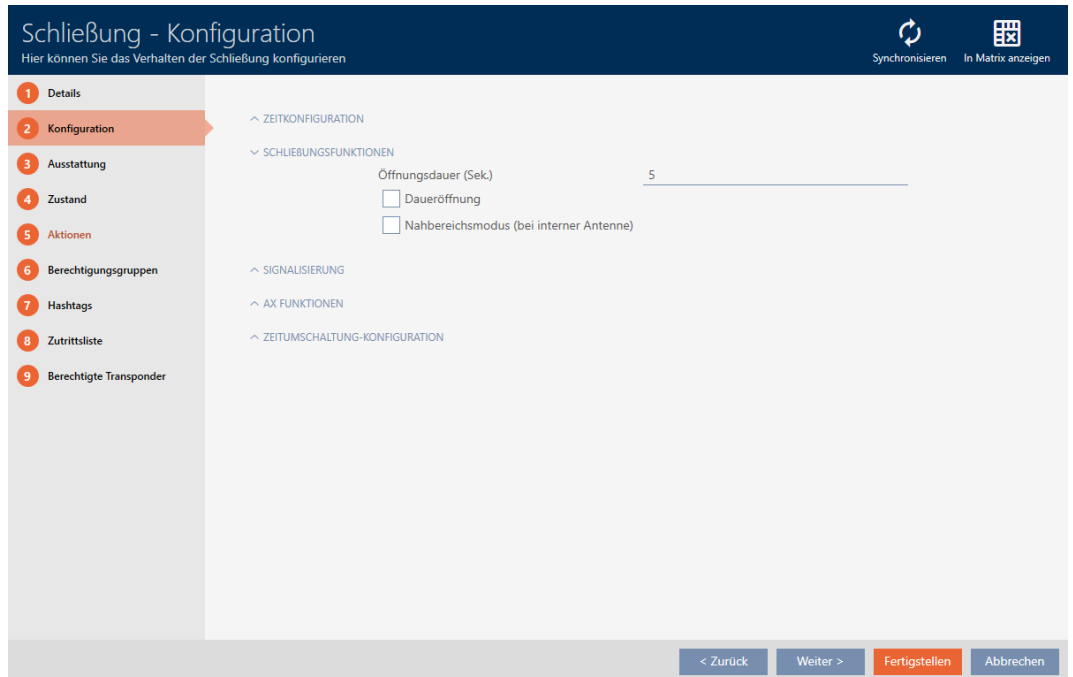 Schließung - Konfiguration
Hier können Sie das Verhalten der Schließung konfigurieren
Synchronisieren
In Matrix anzeigen
1 Details
2 Konfiguration
3 Ausstattung
4 Zustand
5 Aktionen
6 Berechtigungsgruppen
7 Hashtags
8 Zutrittsliste
9 Berechtigte Transponder
ZEITKONFIGURATION
SCHLIEßUNGSFUNKTIONEN
Öffnungsdauer (Sek.) 5
Daueröffnung
Nahbereichsmodus (bei interner Antenne)
SIGNALISIERUNG
AX FUNKTIONEN
ZEITUMSCHALTUNG-KONFIGURATION
< Zurück
Weiter >
Fertigstellen
Abbrechen